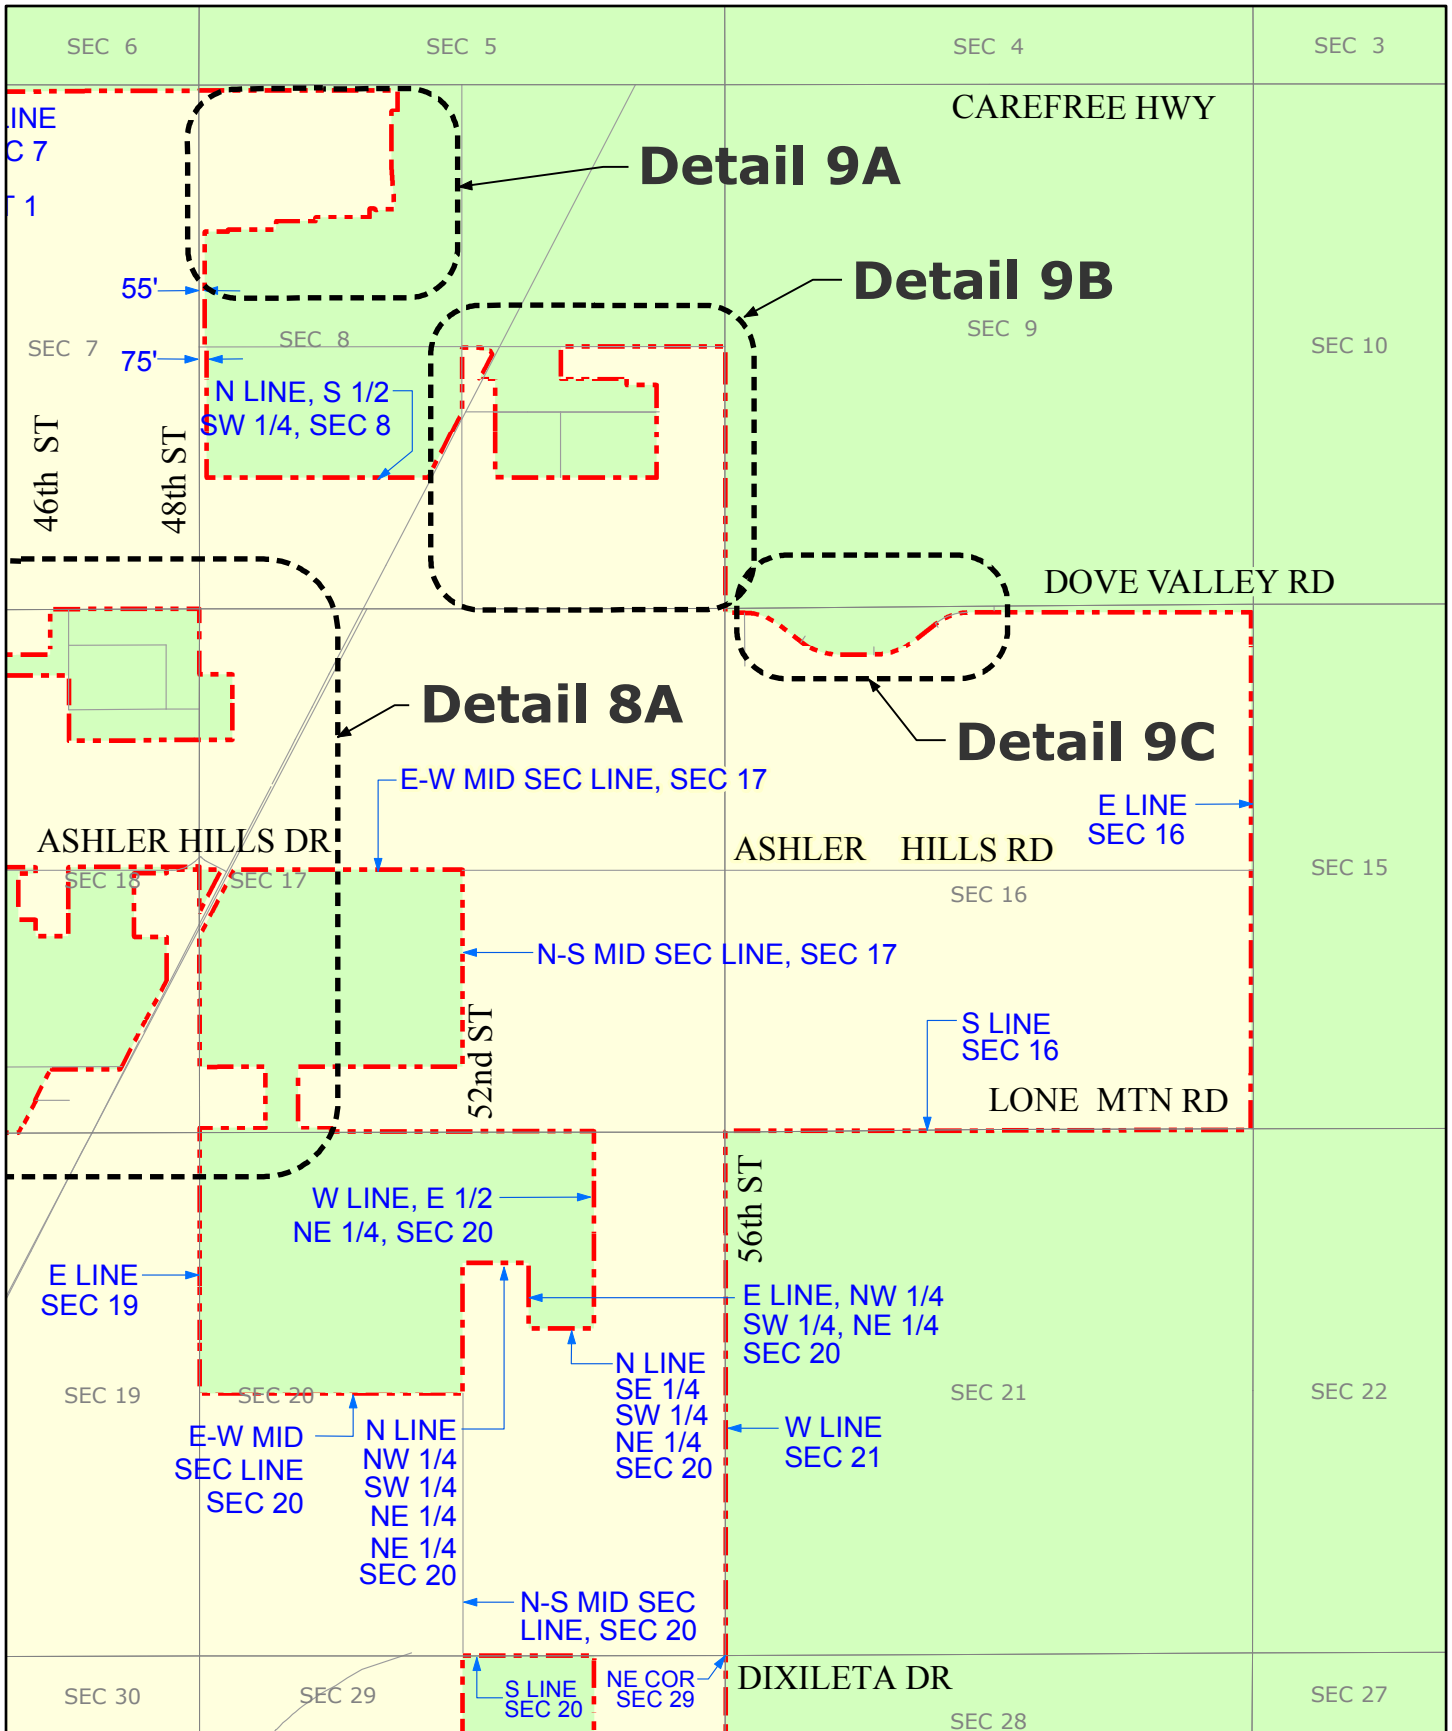 SEC 6
SEC 5
SEC 4
SEC 3
CAREFREE HWY
LINE
C 7
T 1
Detail 9A
Detail 9B
55'
SEC 9
SEC 8
SEC 7
75'
SEC 10
N LINE, S 1/2
SW 1/4, SEC 8
46th ST
48th ST
DOVE VALLEY RD
Detail 8A
Detail 9C
E-W MID SEC LINE, SEC 17
E LINE
SEC 16
ASHLER HILLS DR
ASHLER HILLS RD
SEC 18
SEC 17
SEC 16
SEC 15
N-S MID SEC LINE, SEC 17
52nd ST
S LINE
SEC 16
LONE MTN RD
56th ST
W LINE, E 1/2
NE 1/4, SEC 20
E LINE
SEC 19
E LINE, NW 1/4
SW 1/4, NE 1/4
SEC 20
N LINE
SE 1/4
SW 1/4
NE 1/4
SEC 20
SEC 19
SEC 20
SEC 21
SEC 22
E-W MID
SEC LINE
SEC 20
N LINE
NW 1/4
SW 1/4
NE 1/4
NE 1/4
SEC 20
W LINE
SEC 21
N-S MID SEC
LINE, SEC 20
S LINE
SEC 20
NE COR
SEC 29
DIXILETA DR
SEC 30
SEC 29
SEC 28
SEC 27